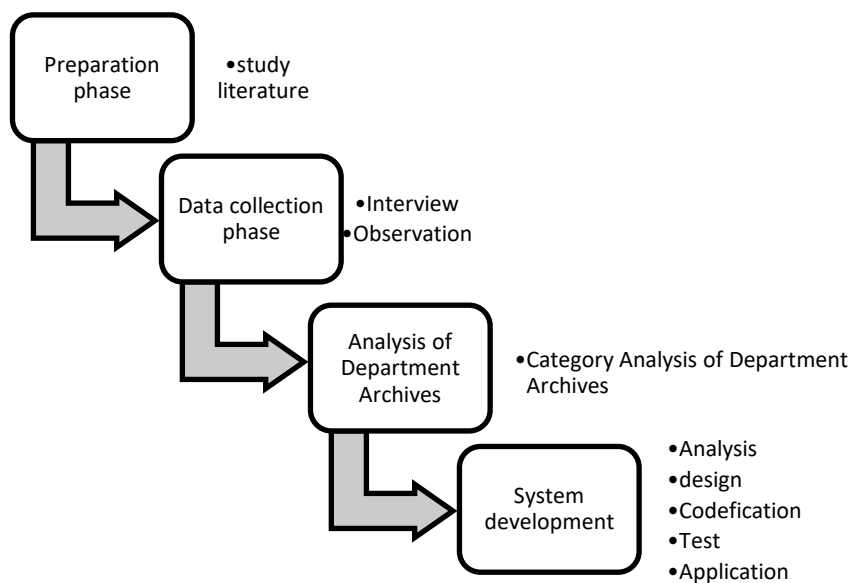 Preparation
phase
•study
literature
Data collection
phase
•Interview
•Observation
Analysis of
Department
Archives
•Category Analysis of Department
Archives
System
development
•Analysis
•design
•Codefication
•Test
•Application